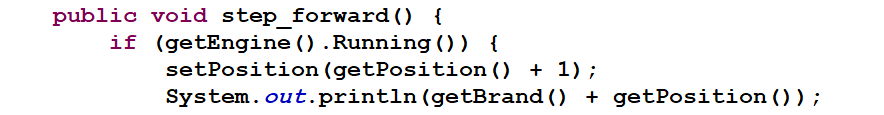 public void step_forward() {
if (getEngine().Running()) {
setPosition(getPosition() + 1);
System.out.println(getBrand() + getPosition());